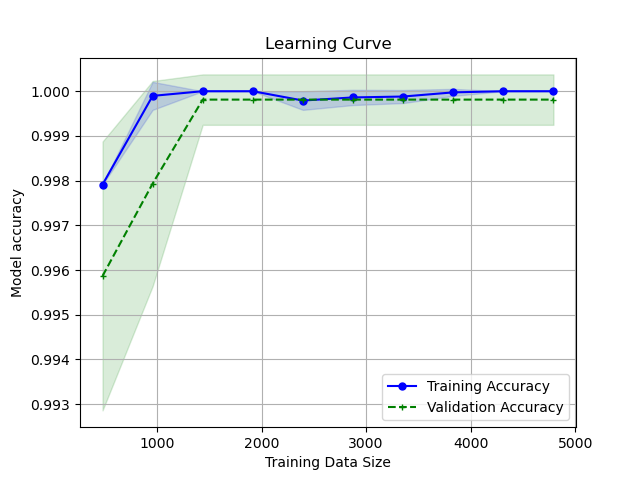 Learning Curve
1.000
0.999
0.998
0.997
0.996
0.995
0.994
0.993
Model accuracy
Training Accuracy
Validation Accuracy
1000 2000 3000 4000 5000
Training Data Size